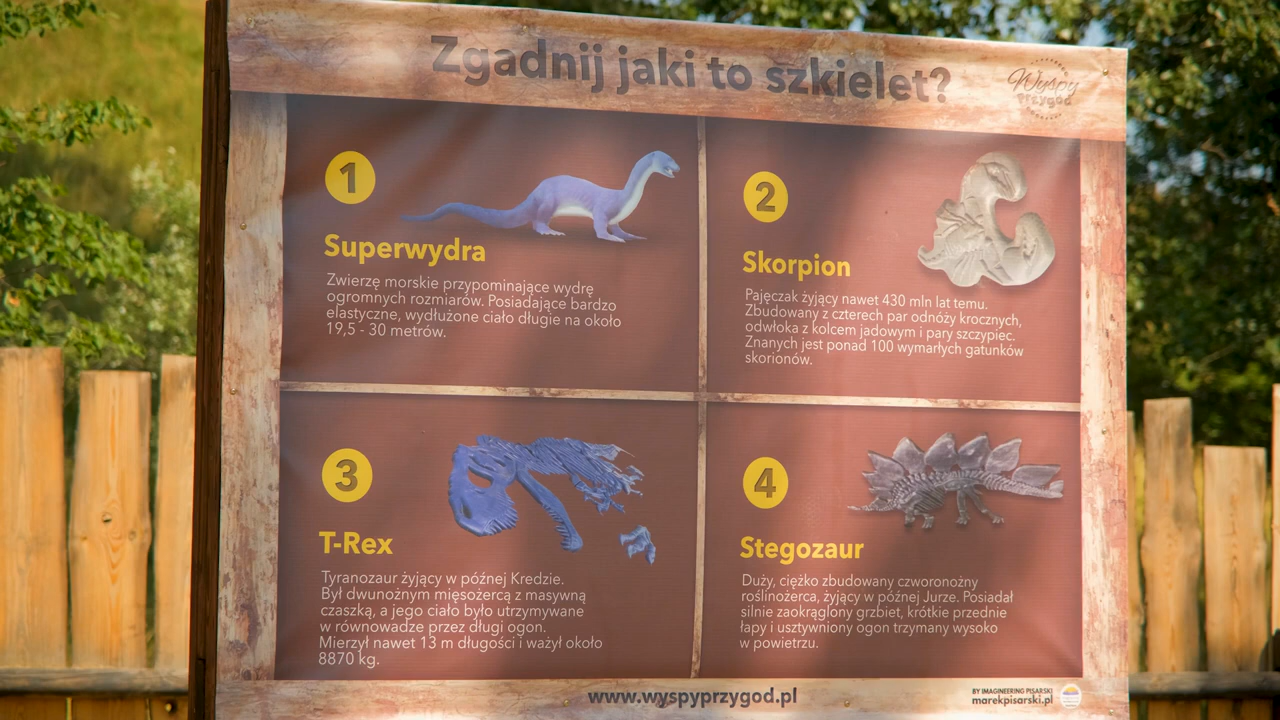 Zgadnij jaki to szkielet?
Wyspy
Przygód
1
Superwydra
Zwierzę morskie przypominające wydrę
ogromnych rozmiarów. Posiadające bardzo
elastyczne, wydłużone ciało długie na około
19,5 - 30 metrów.
2
Skorpion
Pajęczak żyjący nawet 430 mln lat temu.
Zbudowany z czterech par odnóży krocznych,
odwłoka z kolcem jadowym i pary szczypiec.
Znanych jest ponad 100 wymarłych gatunków
skorionów.
3
T-Rex
Tyranozaur żyjący w późnej Kredzie.
Był dwunożnym mięsożercą z masywną
czaszką, a jego ciało było utrzymywane
w równowadze przez długi ogon.
Mierzył nawet 13 m długości i ważył około
8870 kg.
4
Stegozaur
Duży, ciężko zbudowany czworonożny
roślinożerca, żyjący w późnej Jurze. Posiadał
silnie zaokrąglony grzbiet, krótkie przednie
łapy i usztywniony ogon trzymany wysoko
w powietrzu.
www.wyspyprzygod.pl
BY IMAGINEERING PISARSKI
marekpisarski.pl